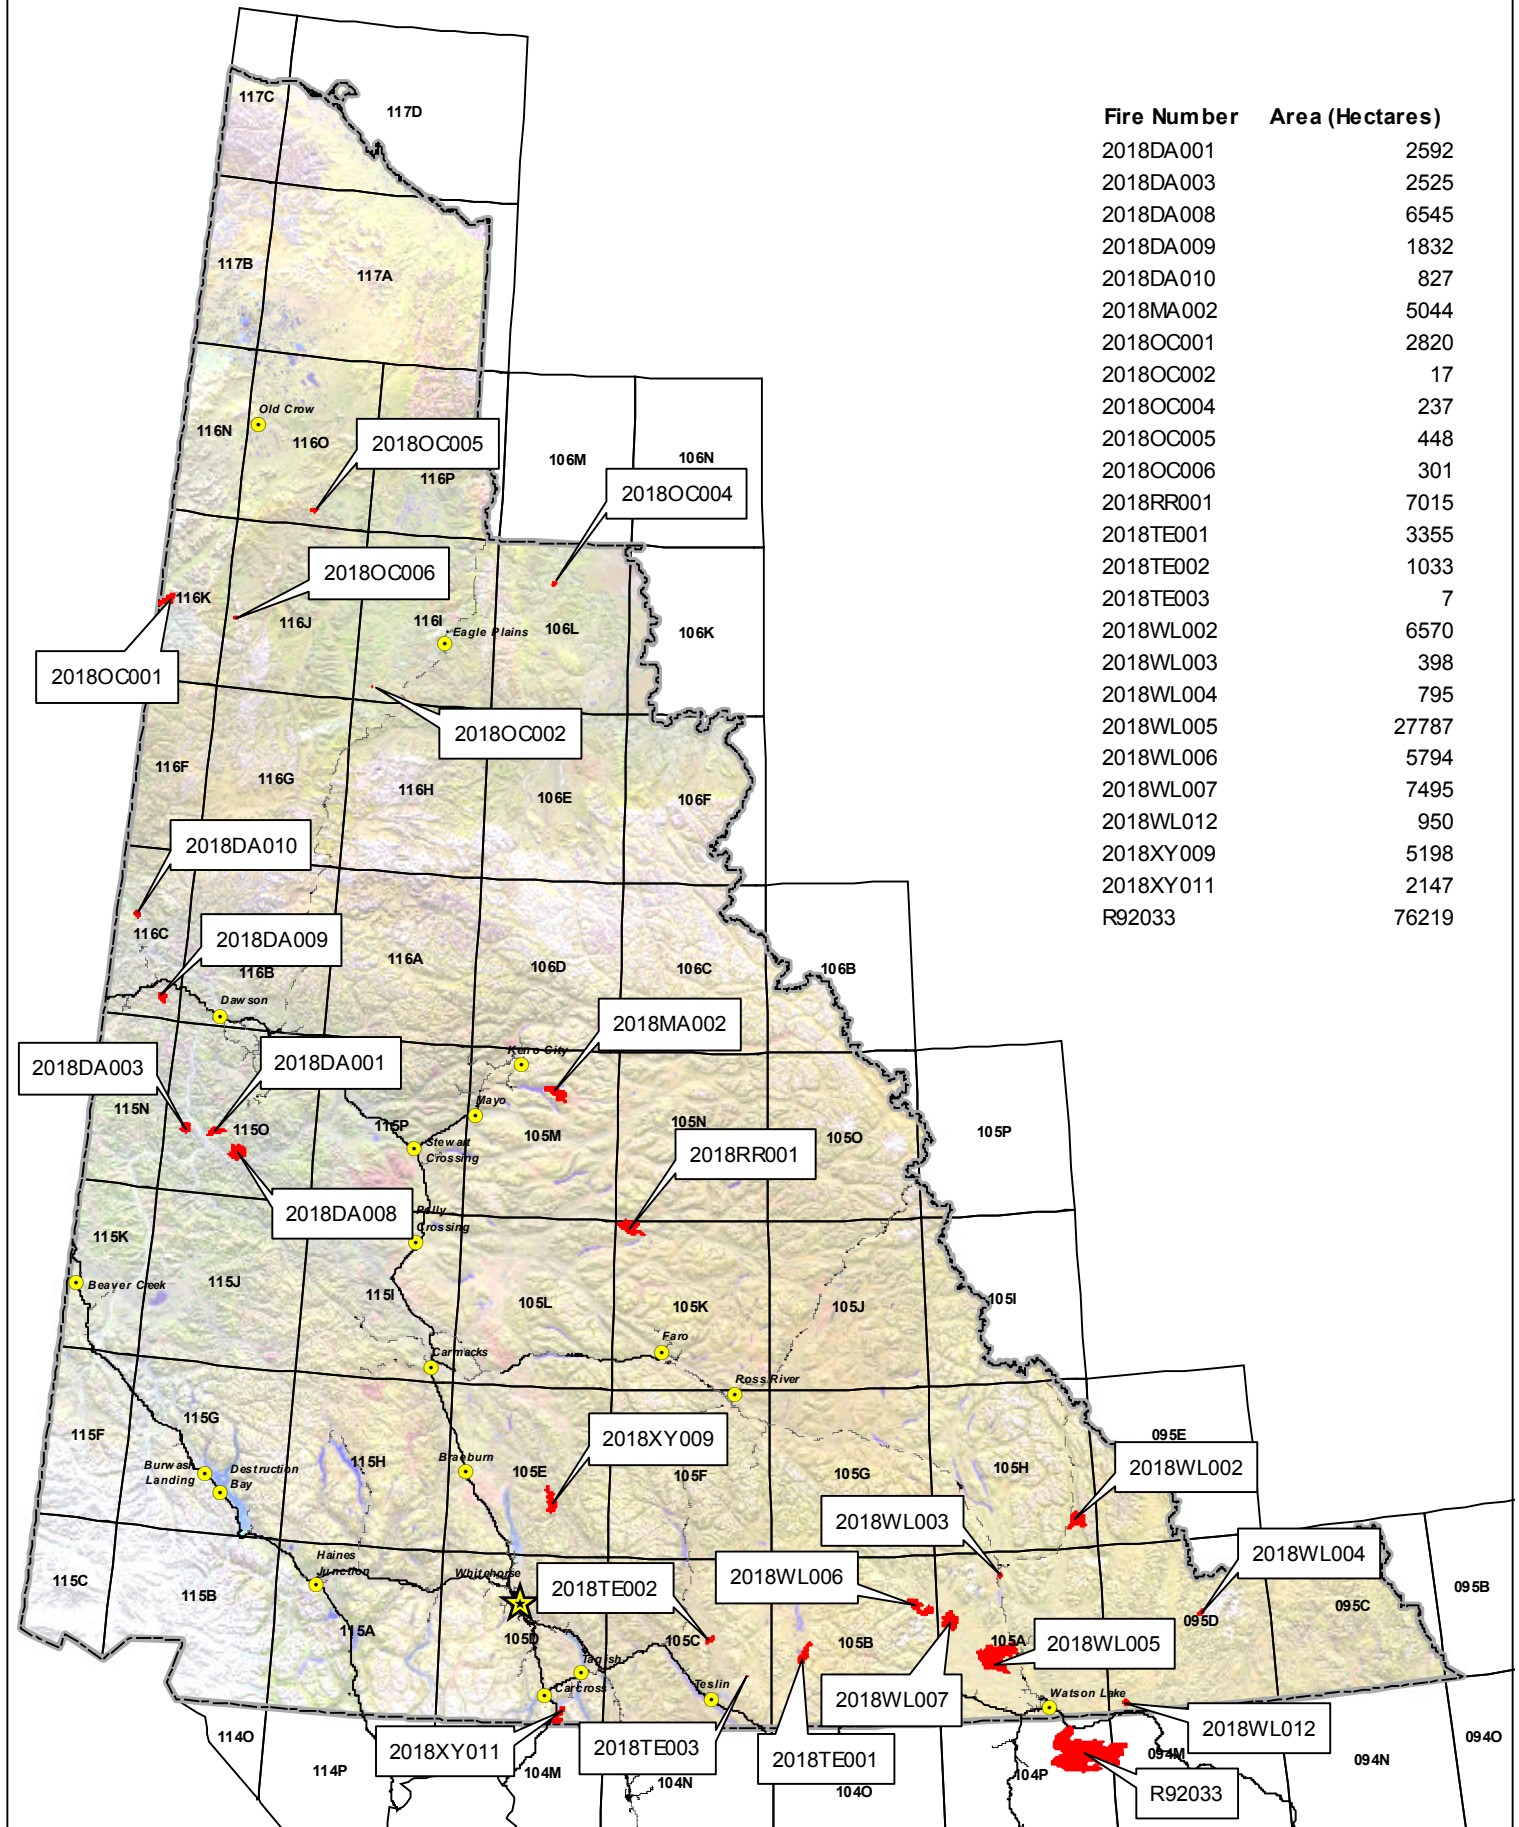 Fire Number Area (Hectares)
2018DA001 2592
2018DA003 2525
2018DA008 6545
2018DA009 1832
2018DA010 827
2018MA002 5044
2018OC001 2820
2018OC002 17
2018OC004 237
2018OC005 448
2018OC006 301
2018RR001 7015
2018TE001 3355
2018TE002 1033
2018TE003 7
2018WL002 6570
2018WL003 398
2018WL004 795
2018WL005 27787
2018WL006 5794
2018WL007 7495
2018WL012 950
2018XY009 5198
2018XY011 2147
R92033 76219
117C
117D
117B
117A
Old Crow
116N
116O
2018OC005
116P
106M
106N
2018OC004
2018OC006
116K
116J
116I
Eagle Plains
106L
106K
2018OC001
2018OC002
116F
116G
116H
106E
106F
2018DA010
116C
2018DA009
116B
116A
106D
106C
106B
Dawson
2018MA002
2018DA003
2018DA001
Keno City
115N
115O
115P
Mayo
105M
105N
105O
105P
Stewart
Crossing
2018RR001
2018DA008
Pelly
Crossing
115K
Beaver Creek
115J
115I
105L
105K
105J
105I
Faro
Carmacks
Ross River
115F
115G
115H
Burwash
Landing
Destruction
Bay
Braeburn
105E
2018XY009
105F
105G
105H
095E
2018WL002
2018WL003
2018WL004
115C
115B
Haines
Junction
115A
Whitehorse
2018TE002
2018WL006
095B
095C
095D
105D
105C
105B
105A
2018WL005
Tagish
Carcross
Teslin
2018WL007
Watson Lake
2018WL012
114O
114P
2018XY011
104M
2018TE003
104N
2018TE001
104O
104P
094M
094N
094O
R92033